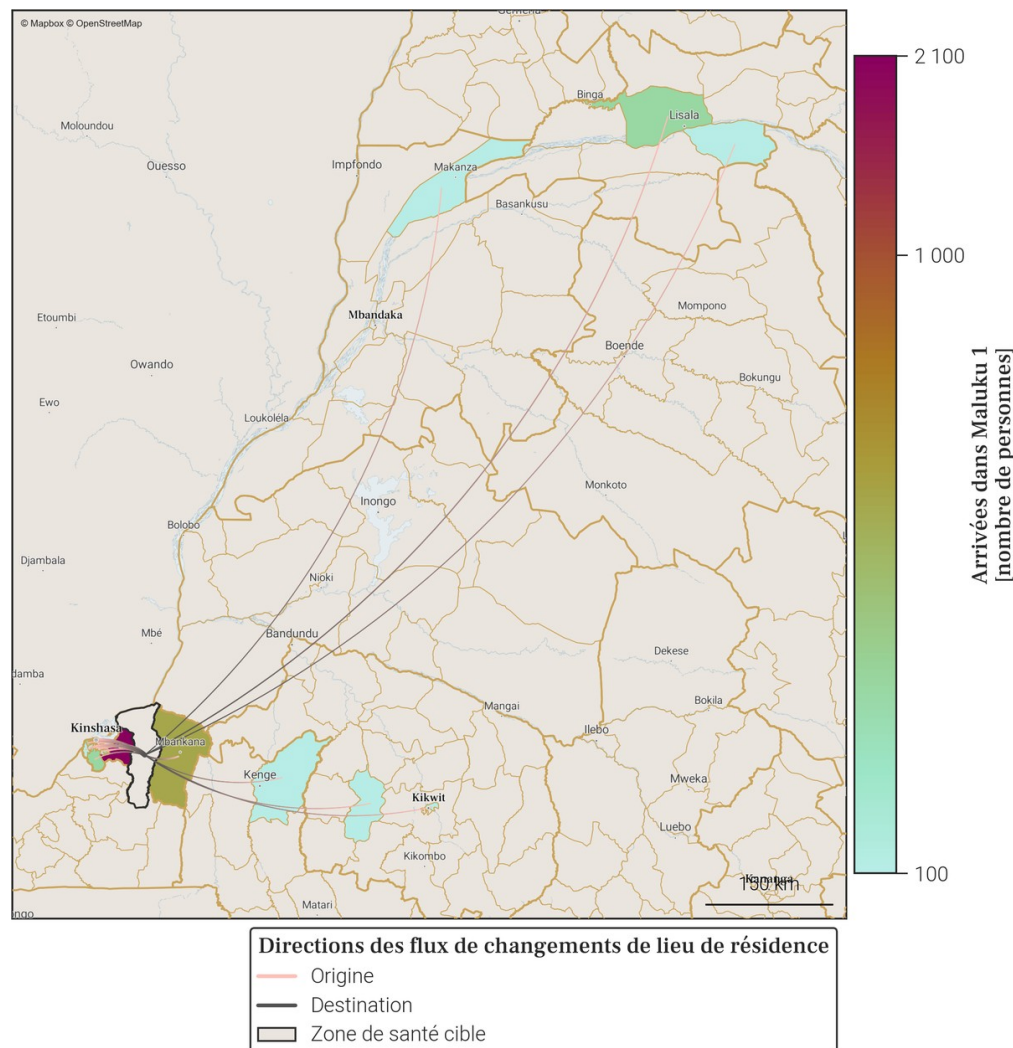 © Mapbox © OpenStreetMap
Binga
Lisala
Moloundou
Ouesso
Impfondo
Makanza
Basankusu
Mompono
Etoumbi
Mbandaka
Boende
Owando
Bokungu
Ewo
Loukoléla
Monkoto
Inongo
Bolobo
Djambala
Nioki
Mbé
Bandundu
Dekese
damba
Bokila
Mangai
Kinshasa
Ilebo
Mbankana
Kenge
Mweka
Kikwit
Luebo
Kikombo
Kananga
150 km
Matari
ngo
2 100
1 000
100
Arrivées dans Maluku 1
[nombre de personnes]
Directions des flux de changements de lieu de résidence
Origine
Destination
Zone de santé cible